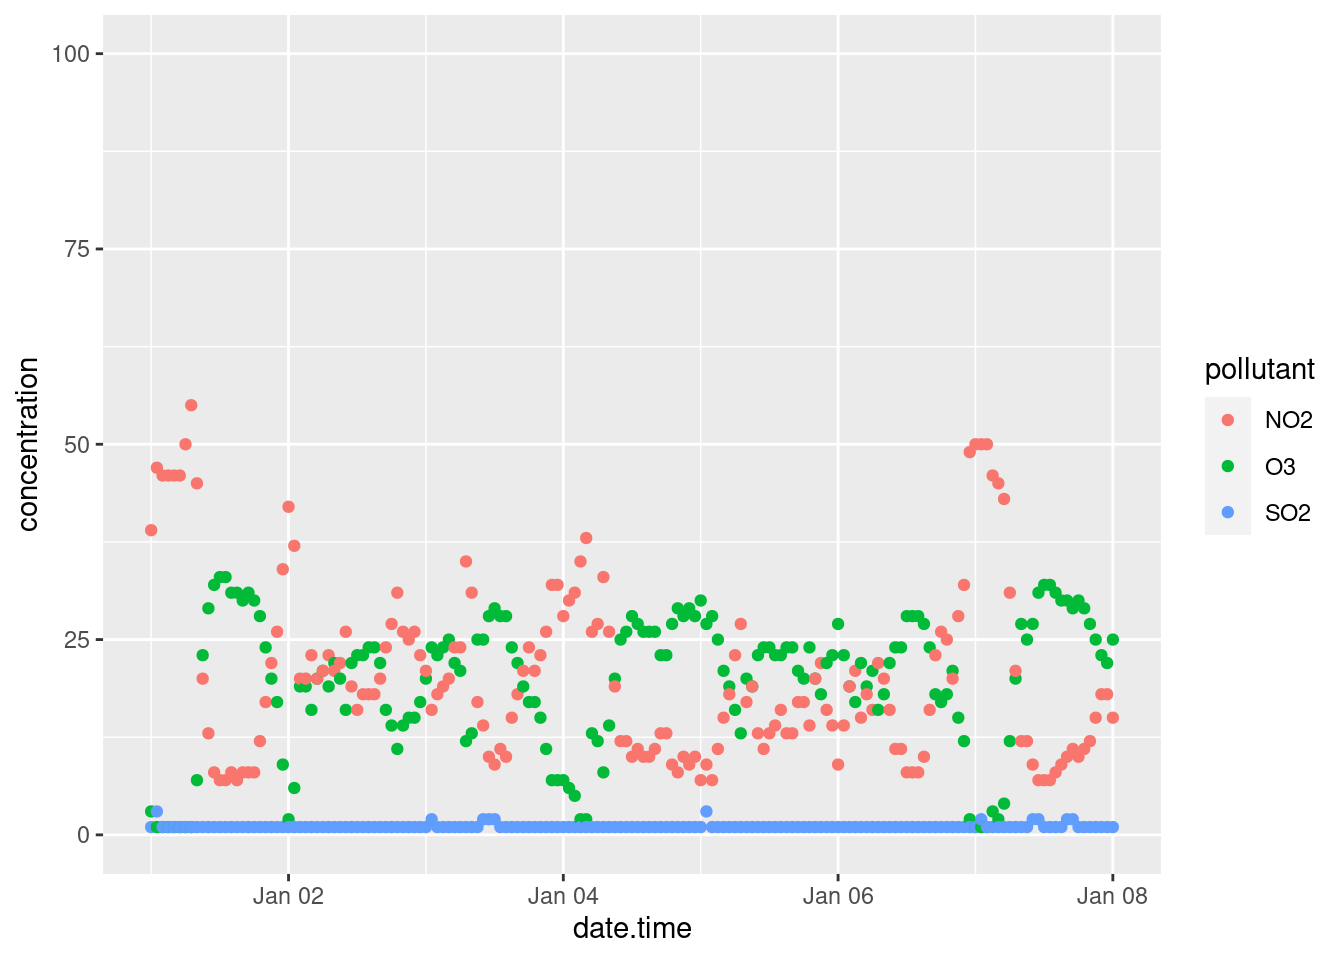 100
75
50
25
0
concentration
Jan 02
Jan 04
Jan 06
Jan 08
date.time
pollutant
NO2
O3
SO2